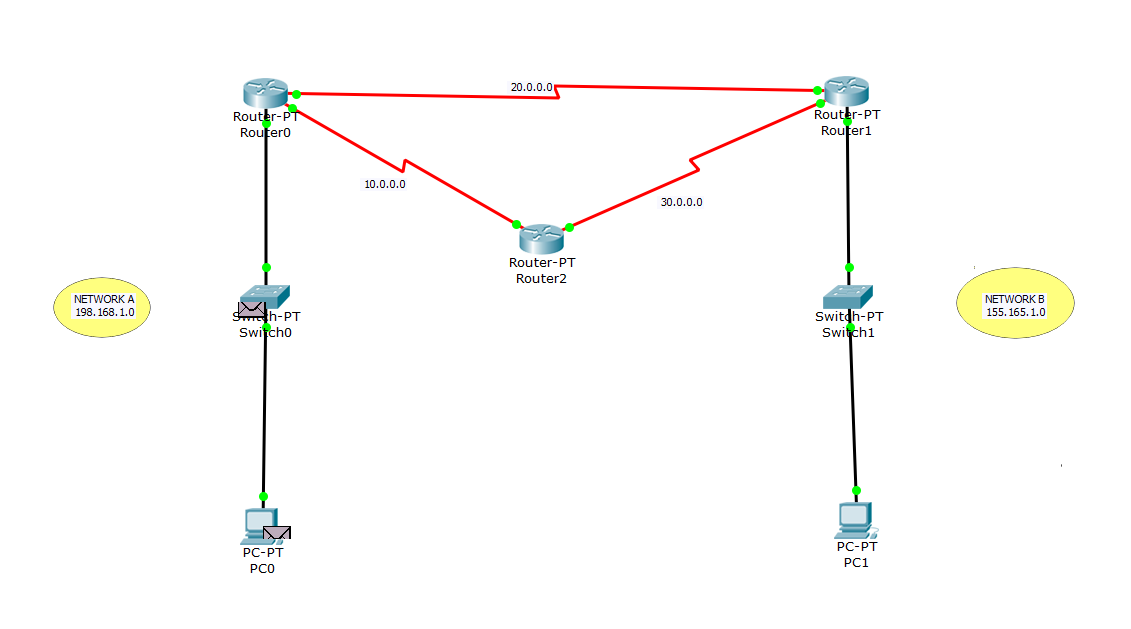 20.0.0.0
Router-PT
Router0
Router-PT
Router1
10.0.0.0
30.0.0.0
Router-PT
Router2
NETWORK A
198.168.1.0
Switch-PT
Switch0
Switch-PT
Switch1
NETWORK B
155.165.1.0
PC-PT
PC0
PC-PT
PC1